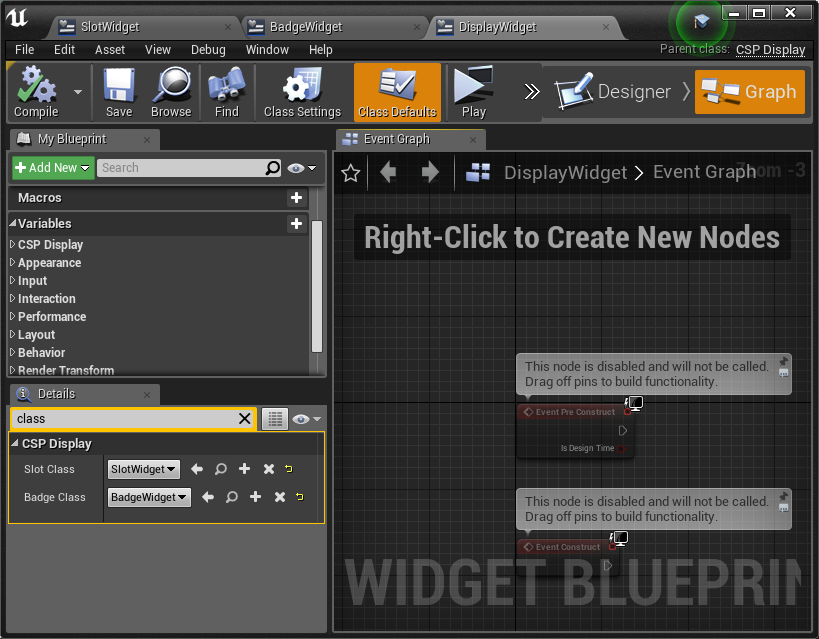 SlotWidget
BadgeWidget
DisplayWidget
File Edit Asset View Debug Window Help
Parent class: CSP Display
Compile
Save
Browse
Find
Class Settings
Class Defaults
Play
Designer
Graph
My Blueprint
Event Graph
Add New
Search
DisplayWidget > Event Graph
Zoom -3
Macros
Variables
CSP Display
Appearance
Input
Interaction
Performance
Layout
Behavior
Render Transform
Right-Click to Create New Nodes
Details
class
CSP Display
Slot Class SlotWidget
Badge Class BadgeWidget
This node is disabled and will not be called.
Drag off pins to build functionality.
Event Pre Construct
Is Design Time
This node is disabled and will not be called.
Drag off pins to build functionality.
Event Construct
WIDGET BLUEPRIN